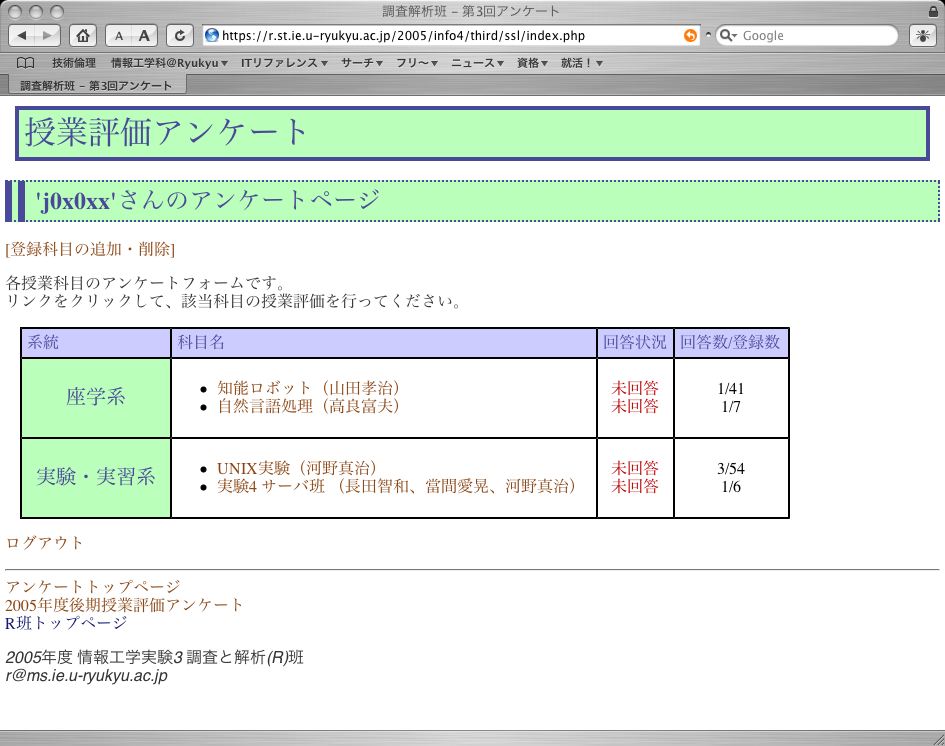 調査解析班 – 第3回アンケート
A A https://r.st.ie.u-ryukyu.ac.jp/2005/info4/third/ssl/index.php Google
技術倫理 情報工学科@Ryukyu▼ ITリファレンス▼ サーチ▼ フリ〜▼ ニュース▼ 資格▼ 就活！▼
調査解析班 – 第3回アンケート
授業評価アンケート
'j0x0xx'さんのアンケートページ
[登録科目の追加・削除]
各授業科目のアンケートフォームです。
リンクをクリックして、該当科目の授業評価を行ってください。
系統 科目名 回答状況 回答数/登録数
座学系
• 知能ロボット（山田孝治） 未回答 1/41
• 自然言語処理（高良富夫） 未回答 1/7
実験・実習系
• UNIX実験（河野真治） 未回答 3/54
• 実験4 サーバ班 （長田智和、當間愛晃、河野真治） 未回答 1/6
ログアウト
アンケートトップページ
2005年度後期授業評価アンケート
R班トップページ
2005年度 情報工学実験3 調査と解析(R)班
r@ms.ie.u-ryukyu.ac.jp